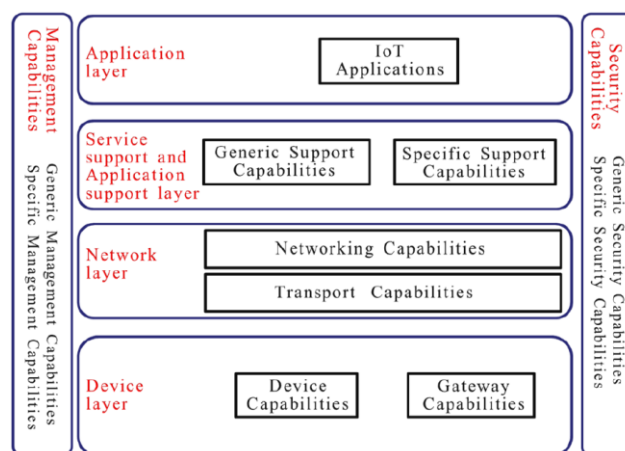 Management
Capabilities
Generic Management Capabilities
Specific Management Capabilities
Application
layer
IoT
Applications
Service
support and
Application
support layer
Generic Support
Capabilities
Specific Support
Capabilities
Network
layer
Networking Capabilities
Transport Capabilities
Device
layer
Device
Capabilities
Gateway
Capabilities
Security
Capabilities
Generic Security Capabilities
Specific Security Capabilities